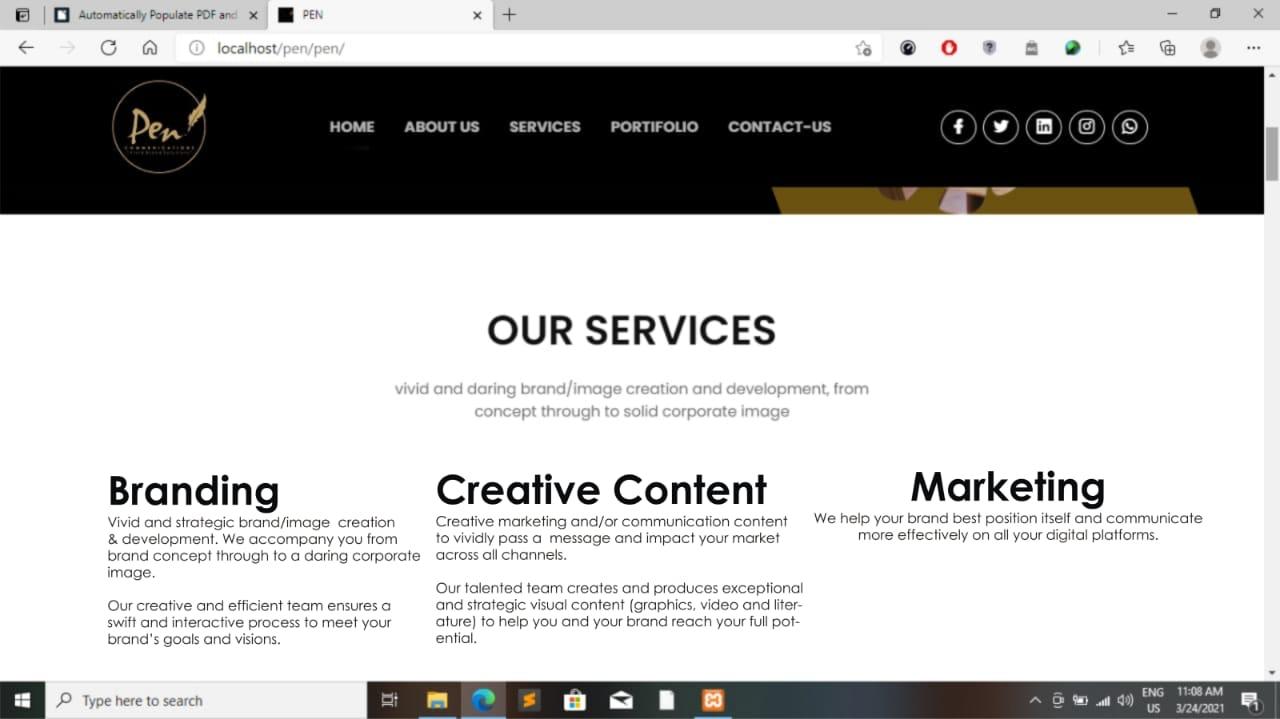 Automatically Populate PDF and
PEN
localhost/pen/pen/
Pen
COMMUNICATIONS
HOME
ABOUT US
SERVICES
PORTIFOLIO
CONTACT-US
OUR SERVICES
vivid and daring brand/image creation and development, from
concept through to solid corporate image
Branding
Vivid and strategic brand/image creation
& development. We accompany you from
brand concept through to a daring corporate
image.
Our creative and efficient team ensures a
swift and interactive process to meet your
brand's goals and visions.
Creative Content
Creative marketing and/or communication content
to vividly pass a message and impact your market
across all channels.
Our talented team creates and produces exceptional
and strategic visual content (graphics, video and liter-
ature) to help you and your brand reach your full pot-
ential.
Marketing
We help your brand best position itself and communicate
more effectively on all your digital platforms.
Type here to search
ENG
US
11:08 AM
3/24/2021
1